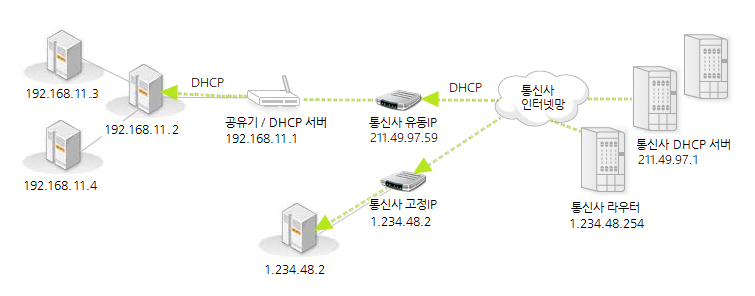 192.168.11.3
192.168.11.2
192.168.11.4
DHCP
공유기 / DHCP 서버
192.168.11.1
DHCP
통신사 유동IP
211.49.97.59
통신사
인터넷망
통신사 DHCP 서버
211.49.97.1
통신사 라우터
1.234.48.254
통신사 고정IP
1.234.48.2
1.234.48.2